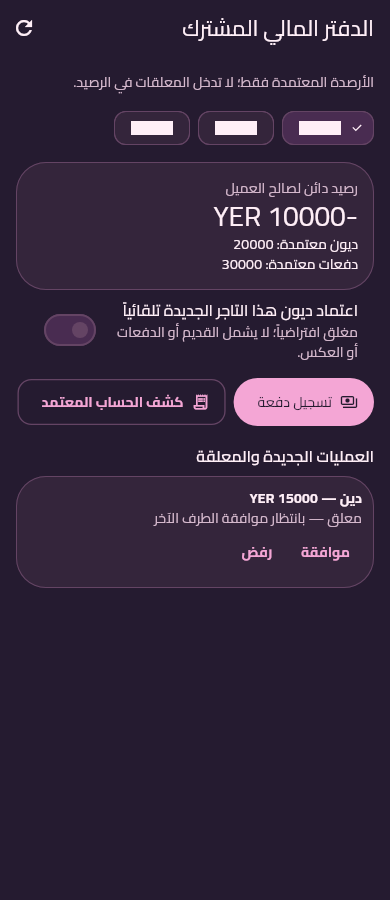 الدفتر المالي المشترك
الأرصدة المعتمدة فقط؛ لا تدخل المعلقات في الرصيد.
رصيد دائن لصالح العميل
YER 10000-
ديون معتمدة: 20000
دفعات معتمدة: 30000
اعتماد ديون هذا التاجر الجديدة تلقائياً
مغلق افتراضياً؛ لا يشمل القديم أو الدفعات
أو العكس.
تسجيل دفعة
كشف الحساب المعتمد
العمليات الجديدة والمعلقة
دين — 15000 YER
معلق — بانتظار موافقة الطرف الآخر
موافقة
رفض